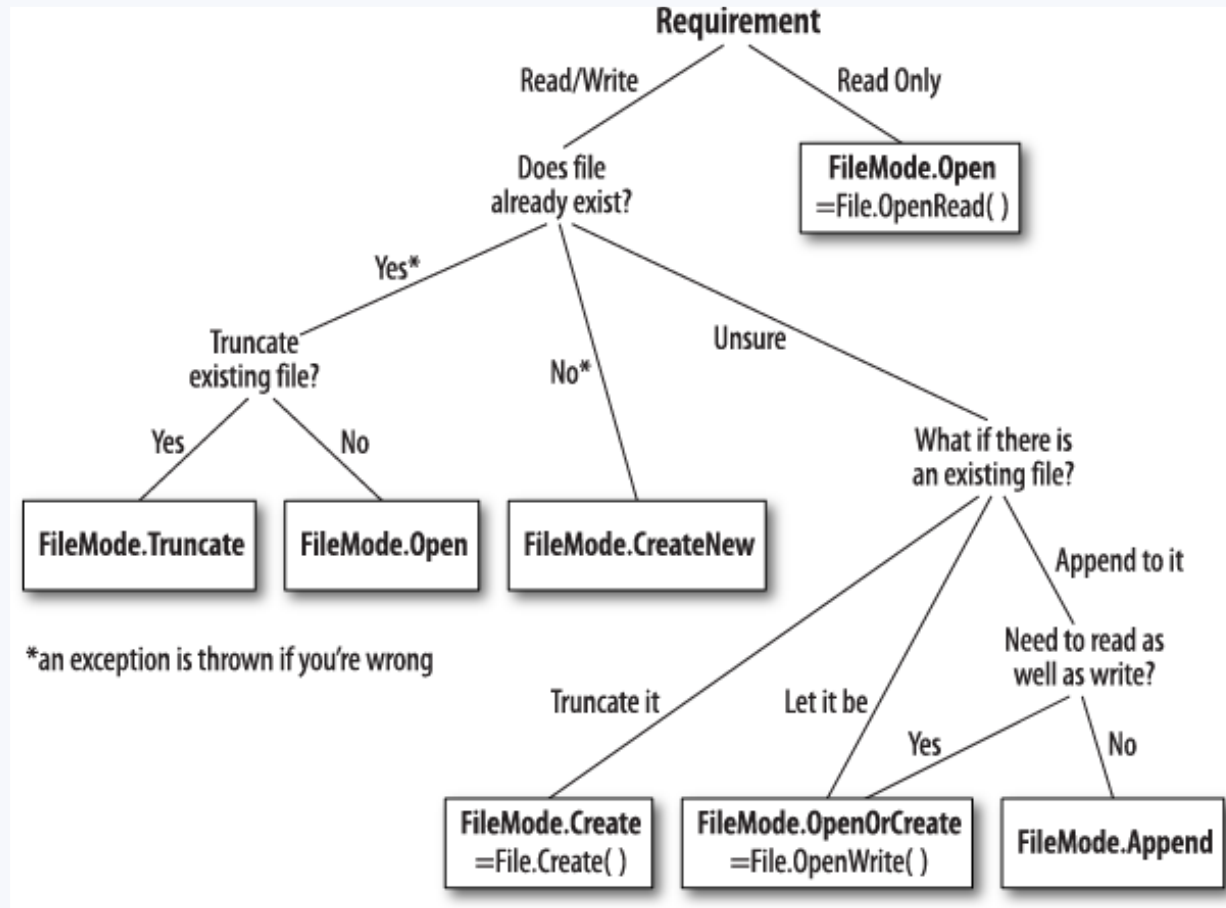 Requirement
Read/Write
Read Only
Does file
already exist?
FileMode.Open
=File.OpenRead( )
Yes*
No*
Unsure
Truncate
existing file?
Yes
No
What if there is
an existing file?
FileMode.Truncate
FileMode.Open
FileMode.CreateNew
Append to it
*an exception is thrown if you're wrong
Need to read as
well as write?
Truncate it
Let it be
Yes
No
FileMode.Create
=File.Create( )
FileMode.OpenOrCreate
=File.OpenWrite( )
FileMode.Append